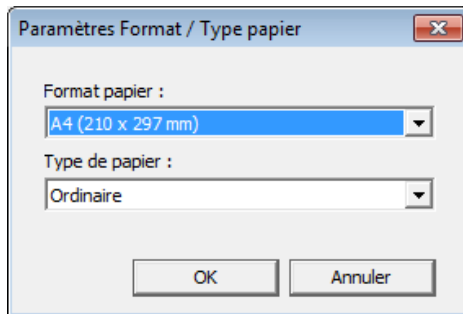 Paramètres Format / Type papier
Format papier :
A4 (210 x 297 mm)
Type de papier :
Ordinaire
OK
Annuler